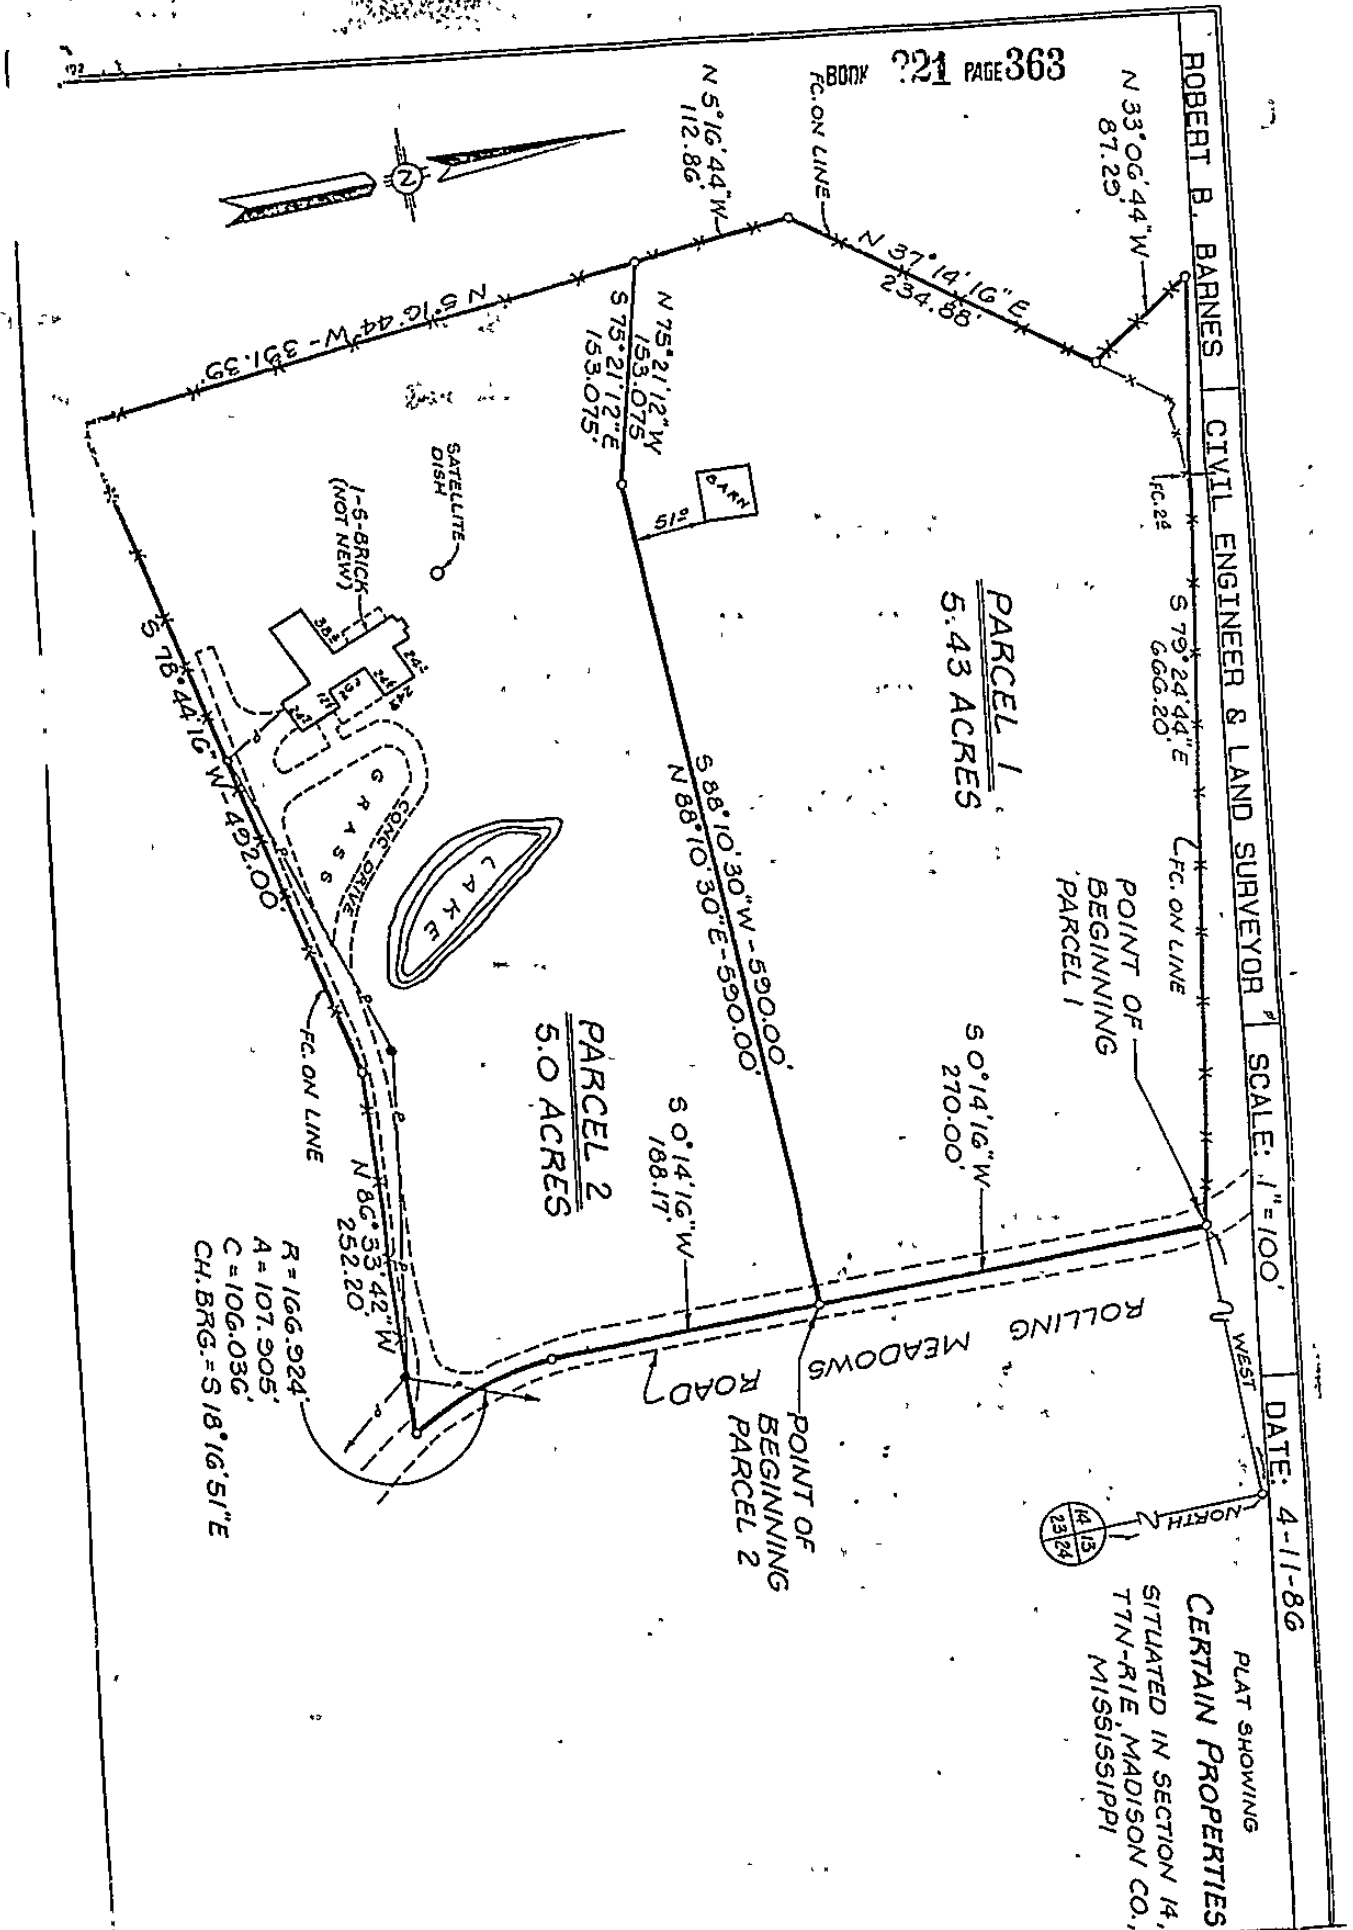 BOOK 221 PAGE 363
ROBERT B. BARNES
CIVIL ENGINEER & LAND SURVEYOR
SCALE: 1"=100'
DATE: 4-11-86
PLAT SHOWING
CERTAIN PROPERTIES
SITUATED IN SECTION 14,
T7N-R1E, MADISON CO.,
MISSISSIPPI
N 33°06'44"W
87.29'
FC. ON LINE
N 37°14'16"E
234.88'
N 5°16'44"W
112.86'
FC. 2⁴
S 79°24'44"E
666.20'
FC. ON LINE
POINT OF
BEGINNING
PARCEL 1
WEST
NORTH
14 13
23 24
PARCEL 1
5.43 ACRES
S 0°14'16"W
270.00'
ROLLING MEADOWS ROAD
BARN
51⁰
N 75°21'12"W
153.075
S 75°21'12"E
153.075'
S 88°10'30"W-590.00'
N 88°10'30"E-590.00'
POINT OF
BEGINNING
PARCEL 2
N 5°16'44"W-391.39'
N
SATELLITE
DISH
1-S-BRICK
(NOT NEW)
GRASS
CONC DRIVE
LAKE
PARCEL 2
5.0 ACRES
S 0°14'16"W
188.17'
S 78°44'16"W-492.00'
FC. ON LINE
N 86°33'42"W
252.20'
R=166.924'
A=107.905'
C=106.036'
CH. BRG.=S 18°16'51"E